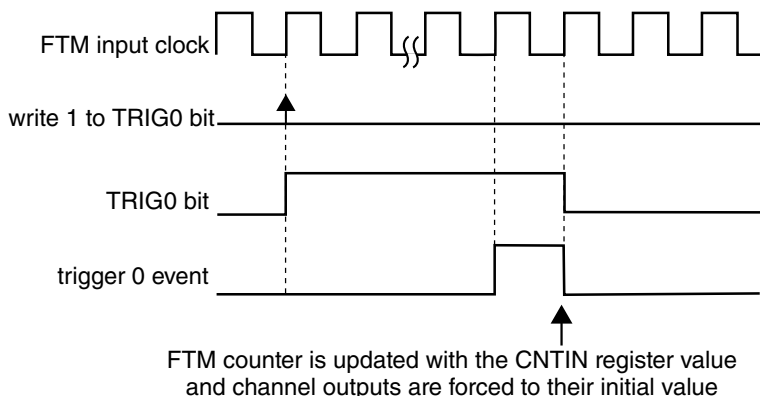 FTM input clock
write 1 to TRIG0 bit
TRIG0 bit
trigger 0 event
FTM counter is updated with the CNTIN register value
and channel outputs are forced to their initial value